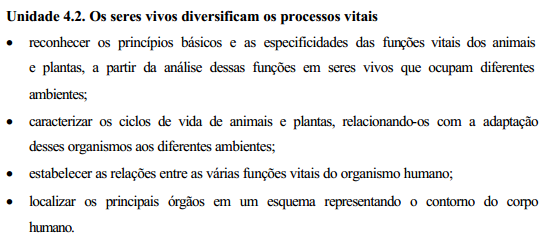 Unidade 4.2. Os seres vivos diversificam os processos vitais
• reconhecer os princípios básicos e as especificidades das funções vitais dos animais
e plantas, a partir da análise dessas funções em seres vivos que ocupam diferentes
ambientes;
• caracterizar os ciclos de vida de animais e plantas, relacionando-os com a adaptação
desses organismos aos diferentes ambientes;
• estabelecer as relações entre as várias funções vitais do organismo humano;
• localizar os principais órgãos em um esquema representando o contorno do corpo
humano.